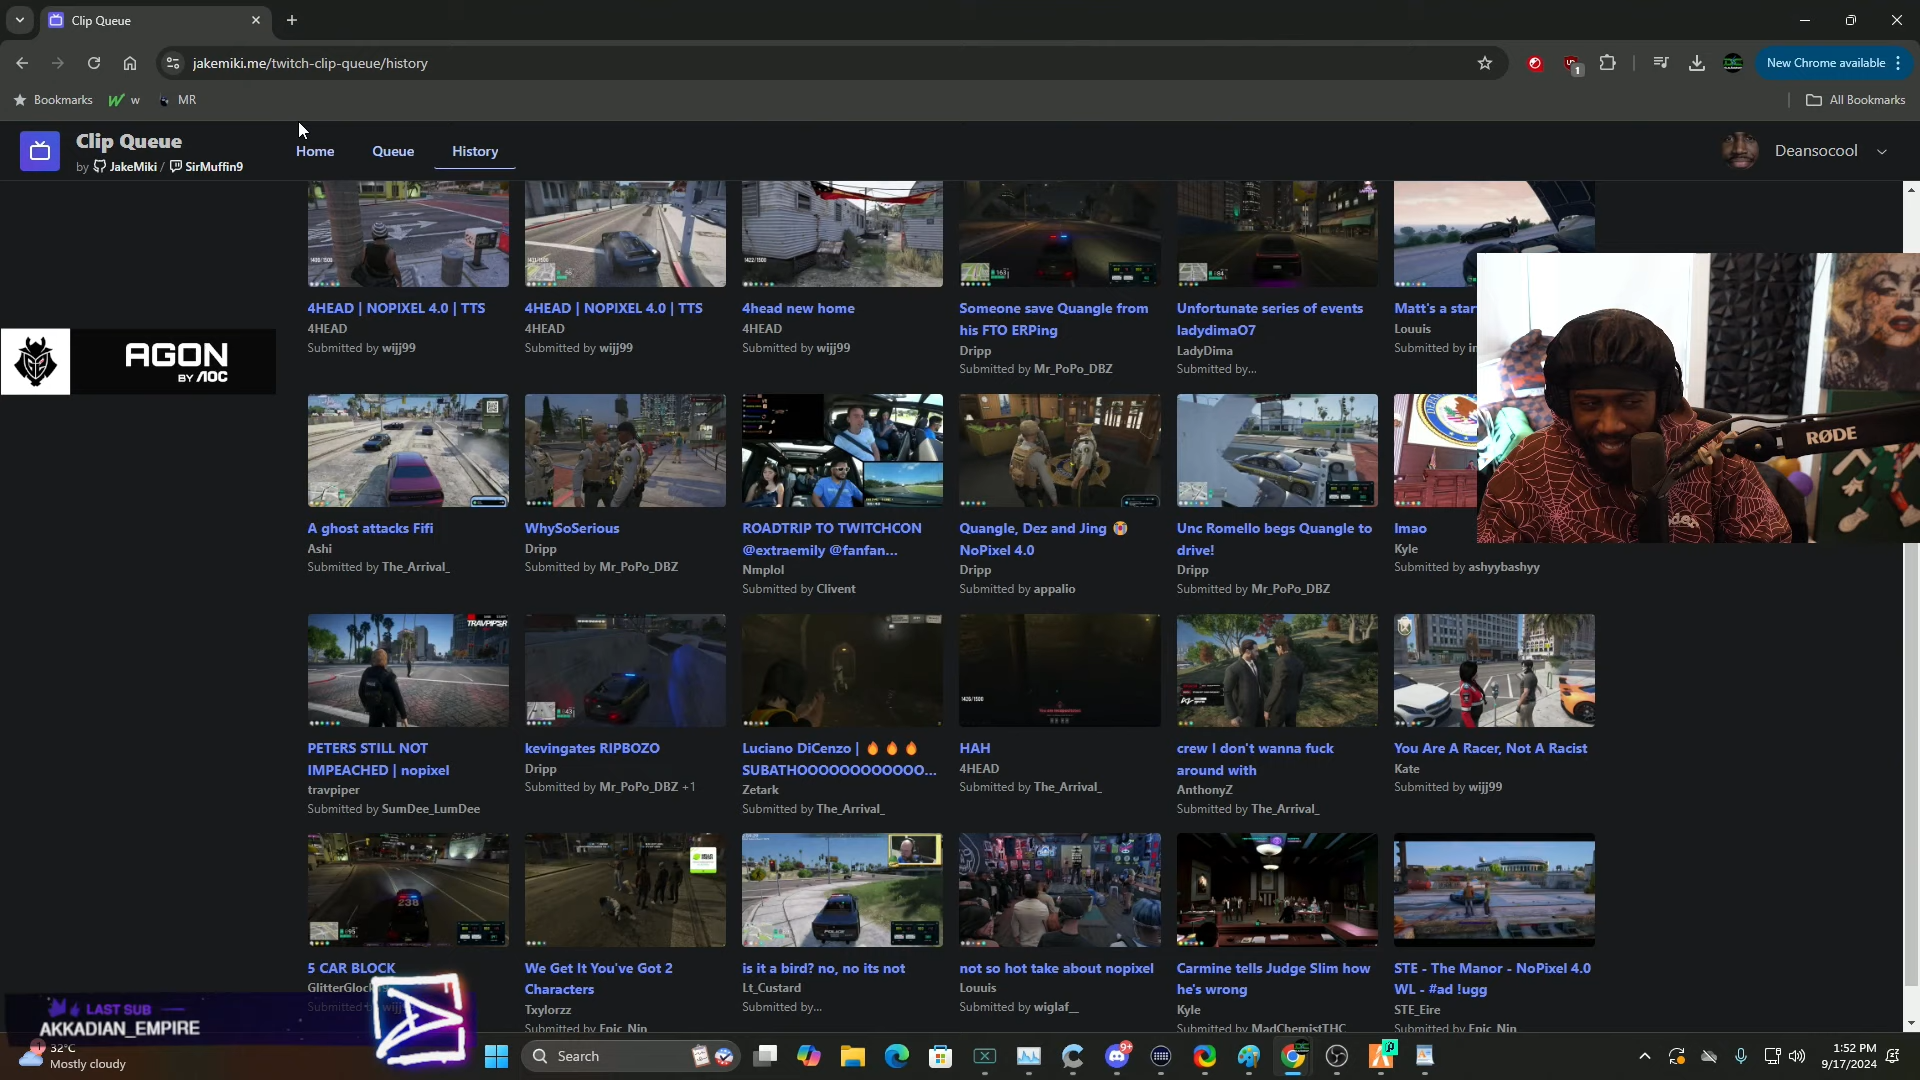 Clip Queue
jakemiki.me/twitch-clip-queue/history
New Chrome available
Bookmarks
w
MR
All Bookmarks
Clip Queue
by JakeMiki / SirMuffin9
Home
Queue
History
Deansocool
4HEAD | NOPIXEL 4.0 | TTS
4HEAD
Submitted by wijj99
4HEAD | NOPIXEL 4.0 | TTS
4HEAD
Submitted by wijj99
4head new home
4HEAD
Submitted by wijj99
Someone save Quangle from
his FTO ERPing
Dripp
Submitted by Mr_PoPo_DBZ
Unfortunate series of events
ladydimaO7
LadyDima
Submitted by...
Matt's a star
Louuis
Submitted by
AGON
BY AOC
RØDE
A ghost attacks Fifi
Ashi
Submitted by The_Arrival_
WhySoSerious
Dripp
Submitted by Mr_PoPo_DBZ
ROADTRIP TO TWITCHCON
@extraemily @fanfan...
Nmplol
Submitted by Clivent
Quangle, Dez and Jing 😭
NoPixel 4.0
Dripp
Submitted by appalio
Unc Romello begs Quangle to
drive!
Dripp
Submitted by Mr_PoPo_DBZ
lmao
Kyle
Submitted by ashyybashyy
TRAVPIPER
PETERS STILL NOT
IMPEACHED | nopixel
travpiper
Submitted by SumDee_LumDee
kevingates RIPBOZO
Dripp
Submitted by Mr_PoPo_DBZ +1
Luciano DiCenzo | 🔥 🔥 🔥
SUBATHOOOOOOOOOOOO...
Zetark
Submitted by The_Arrival_
HAH
4HEAD
Submitted by The_Arrival_
crew I don't wanna fuck
around with
AnthonyZ
Submitted by The_Arrival_
You Are A Racer, Not A Racist
Kate
Submitted by wijj99
238
5 CAR BLOCK
GlitterGlock
Submitted by
We Get It You've Got 2
Characters
Txylorzz
Submitted by Epic_Nin
POLICE
is it a bird? no, no its not
Lt_Custard
Submitted by...
not so hot take about nopixel
Louuis
Submitted by wiglaf__
Carmine tells Judge Slim how
he's wrong
Kyle
Submitted by MadChemistTHC
STE - The Manor - NoPixel 4.0
WL - #ad !ugg
STE_Eire
Submitted by Epic_Nin
LAST SUB
AKKADIAN_EMPIRE
32°C
Mostly cloudy
Search
9+
1:52 PM
9/17/2024